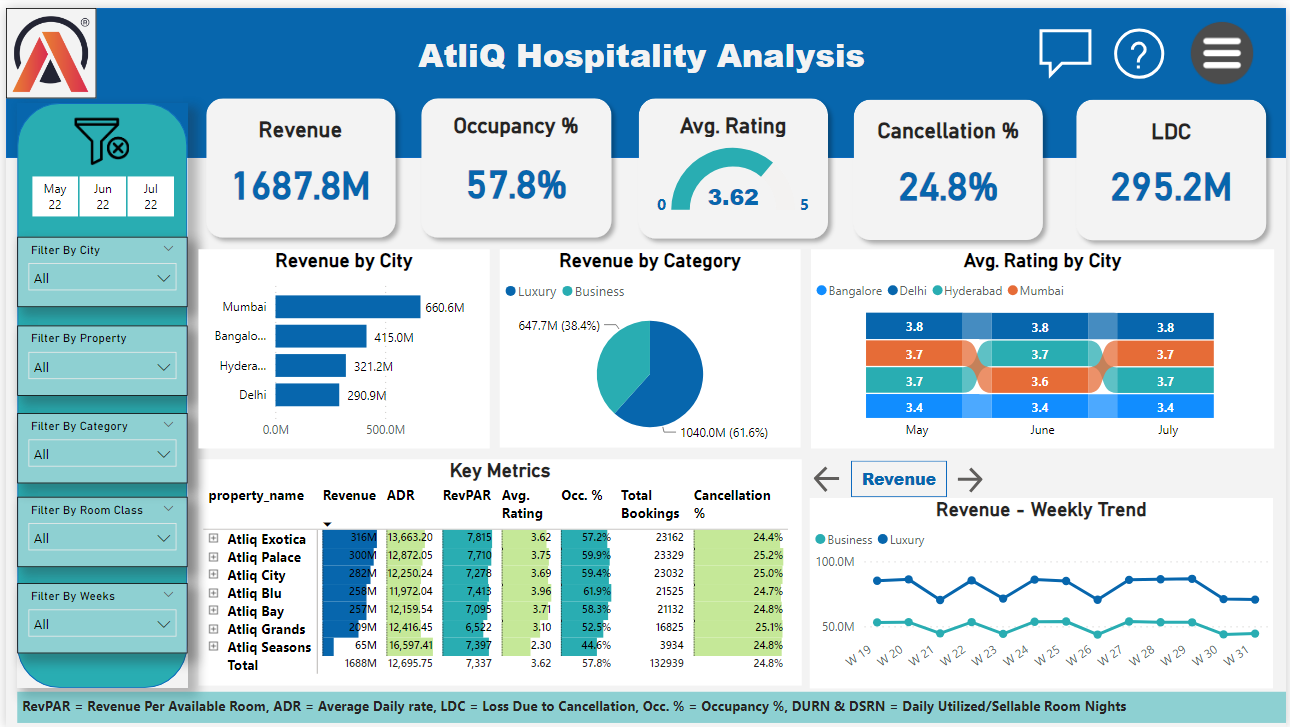 ®
AtliQ Hospitality Analysis
?
May 22
Jun 22
Jul 22
Filter By City
All
Filter By Property
All
Filter By Category
All
Filter By Room Class
All
Filter By Weeks
All
Revenue
1687.8M
Occupancy %
57.8%
Avg. Rating
0 3.62 5
Cancellation %
24.8%
LDC
295.2M
Revenue by City
Mumbai 660.6M
Bangalo... 415.0M
Hydera... 321.2M
Delhi 290.9M
0.0M 500.0M
Revenue by Category
Luxury Business
647.7M (38.4%)
1040.0M (61.6%)
Avg. Rating by City
Bangalore Delhi Hyderabad Mumbai
3.8 3.8 3.8
3.7 3.7 3.7
3.7 3.6 3.7
3.4 3.4 3.4
May June July
Key Metrics
property_name Revenue ADR RevPAR Avg. Rating Occ. % Total Bookings Cancellation %
Atliq Exotica 316M 13,663.20 7,815 3.62 57.2% 23162 24.4%
Atliq Palace 300M 12,872.05 7,710 3.75 59.9% 23329 25.2%
Atliq City 282M 12,250.24 7,278 3.69 59.4% 23032 25.0%
Atliq Blu 258M 11,972.04 7,413 3.96 61.9% 21525 24.7%
Atliq Bay 257M 12,159.54 7,095 3.71 58.3% 21132 24.8%
Atliq Grands 209M 12,416.45 6,522 3.10 52.5% 16825 25.1%
Atliq Seasons 65M 16,597.41 7,397 2.30 44.6% 3934 24.8%
Total 1688M 12,695.75 7,337 3.62 57.8% 132939 24.8%
Revenue
Revenue - Weekly Trend
Business Luxury
100.0M
50.0M
W 19 W 20 W 21 W 22 W 23 W 24 W 25 W 26 W 27 W 28 W 29 W 30 W 31
RevPAR = Revenue Per Available Room, ADR = Average Daily rate, LDC = Loss Due to Cancellation, Occ. % = Occupancy %, DURN & DSRN = Daily Utilized/Sellable Room Nights